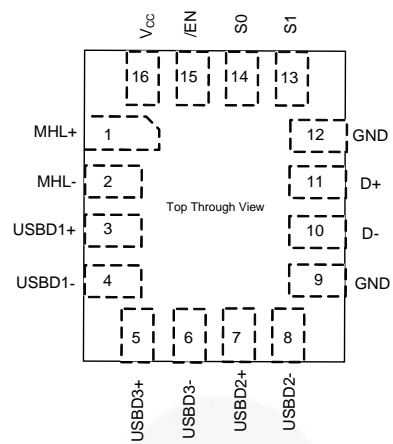 VCC
/EN
S0
S1
16
15
14
13
MHL+
1
12
GND
MHL-
2
11
D+
Top Through View
USBD1+
3
10
D-
USBD1-
4
9
GND
5
6
7
8
USBD3+
USBD3-
USBD2+
USBD2-